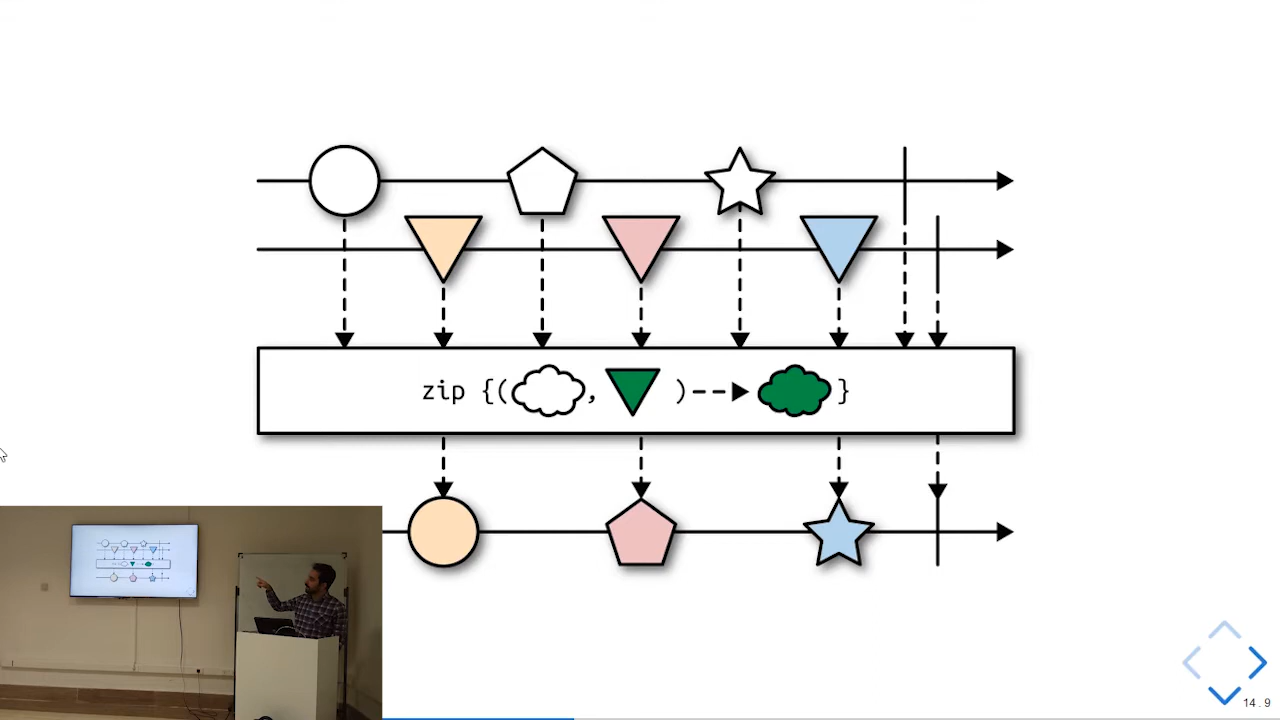 zip {( , ) }
14.9